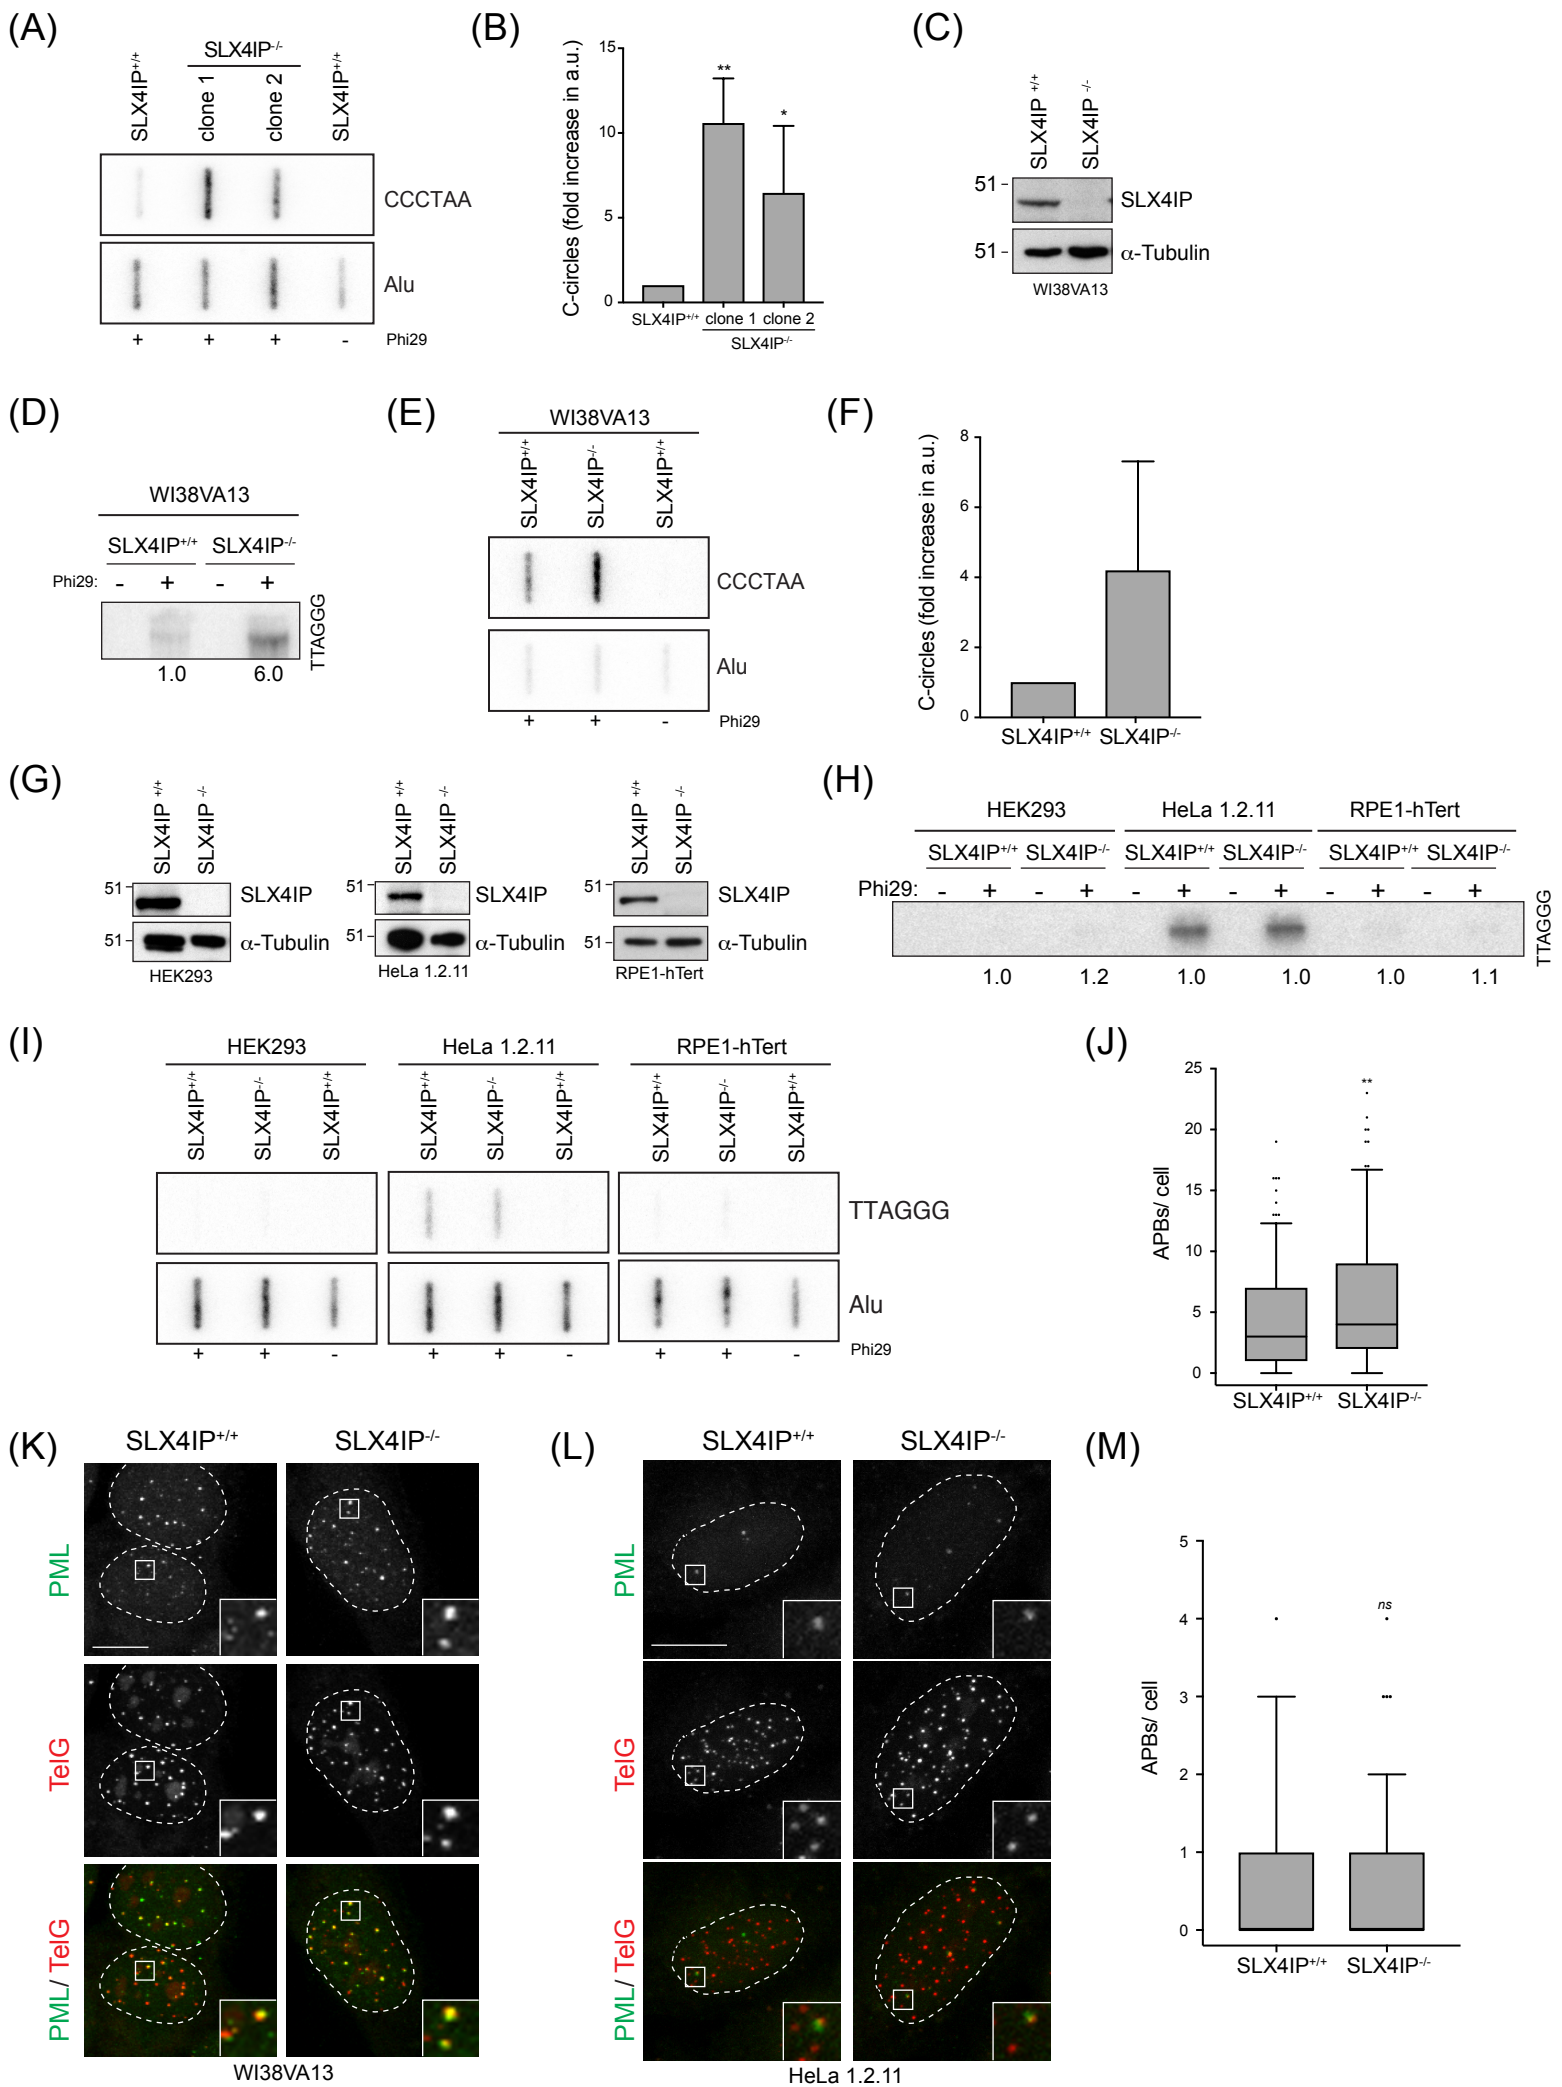 (A)
SLX4IP-/-
SLX4IP+/+
clone 1
clone 2
SLX4IP+/+
CCCTAA
Alu
+ + + - Phi29
(B)
C-circles (fold increase in a.u.)
15
10
5
0
**
*
SLX4IP+/+ clone 1 clone 2
SLX4IP-/-
(C)
SLX4IP +/+
SLX4IP -/-
51 SLX4IP
51 α-Tubulin
WI38VA13
(D)
WI38VA13
SLX4IP+/+ SLX4IP-/-
Phi29: - + - +
TTAGGG
1.0 6.0
(E)
WI38VA13
SLX4IP+/+
SLX4IP-/-
SLX4IP+/+
CCCTAA
Alu
+ + - Phi29
(F)
C-circles (fold increase in a.u.)
8
6
4
2
0
SLX4IP+/+ SLX4IP-/-
(G)
SLX4IP +/+
SLX4IP -/-
51 SLX4IP
51 α-Tubulin
HEK293
SLX4IP +/+
SLX4IP -/-
51 SLX4IP
51 α-Tubulin
HeLa 1.2.11
SLX4IP +/+
SLX4IP -/-
51 SLX4IP
51 α-Tubulin
RPE1-hTert
(H)
HEK293 HeLa 1.2.11 RPE1-hTert
SLX4IP+/+ SLX4IP-/- SLX4IP+/+ SLX4IP-/- SLX4IP+/+ SLX4IP-/-
Phi29: - + - + - + - + - + - +
TTAGGG
1.0 1.2 1.0 1.0 1.0 1.1
(I)
HEK293 HeLa 1.2.11 RPE1-hTert
SLX4IP+/+
SLX4IP-/-
SLX4IP+/+
SLX4IP+/+
SLX4IP-/-
SLX4IP+/+
SLX4IP+/+
SLX4IP-/-
SLX4IP+/+
TTAGGG
Alu
+ + - + + - + + - Phi29
(J)
APBs/ cell
25
20
15
10
5
0
**
SLX4IP+/+ SLX4IP-/-
(K)
SLX4IP+/+ SLX4IP-/-
PML
TelG
PML/ TelG
WI38VA13
(L)
SLX4IP+/+ SLX4IP-/-
PML
TelG
PML/ TelG
HeLa 1.2.11
(M)
APBs/ cell
5
4
3
2
1
0
ns
SLX4IP+/+ SLX4IP-/-